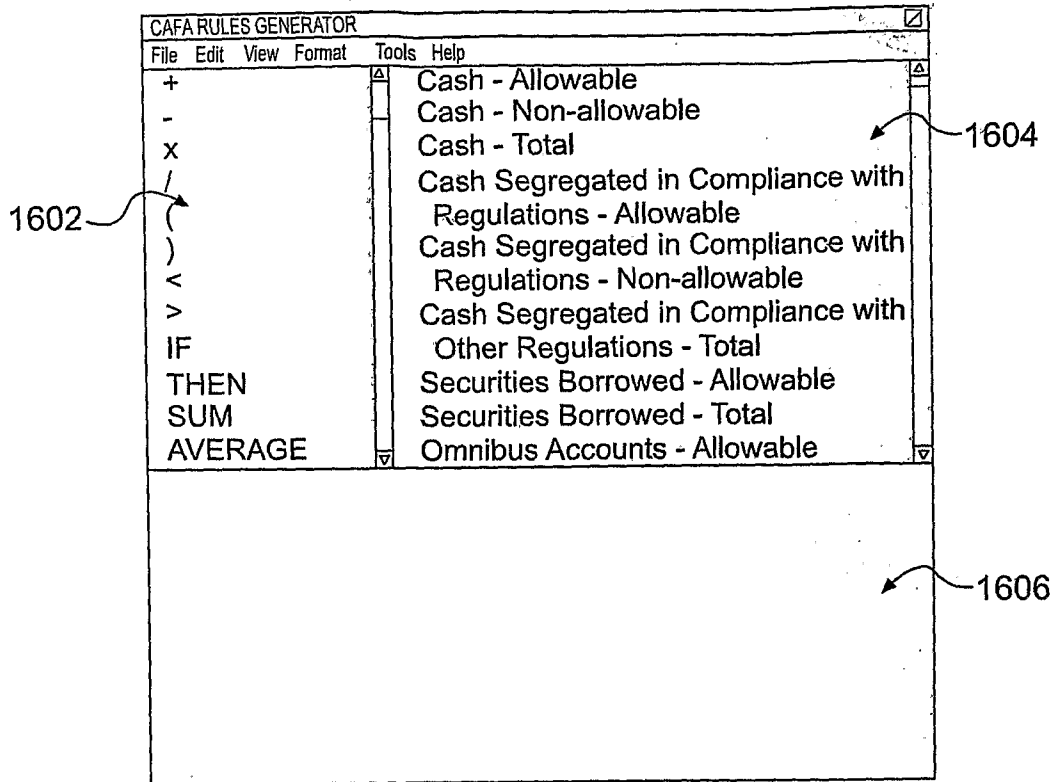 CAFA RULES GENERATOR
File Edit View Format Tools Help
+
-
x
/
(
)
<
>
IF
THEN
SUM
AVERAGE
Cash - Allowable
Cash - Non-allowable
Cash - Total
Cash Segregated in Compliance with
Regulations - Allowable
Cash Segregated in Compliance with
Regulations - Non-allowable
Cash Segregated in Compliance with
Other Regulations - Total
Securities Borrowed - Allowable
Securities Borrowed - Total
Omnibus Accounts - Allowable
1602
1604
1606